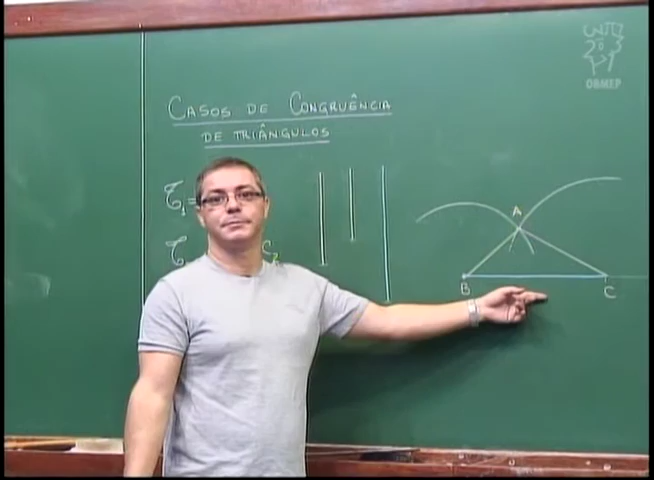 CASOS DE CONGRUÊNCIA
DE TRIÂNGULOS
A
B
C
OBMEP